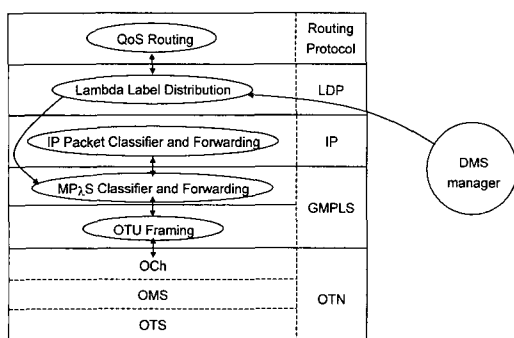 QoS Routing
Routing
Protocol
Lambda Label Distribution
LDP
IP Packet Classifier and Forwarding
IP
DMS
manager
MPλS Classifier and Forwarding
GMPLS
OTU Framing
OCh
OMS
OTN
OTS